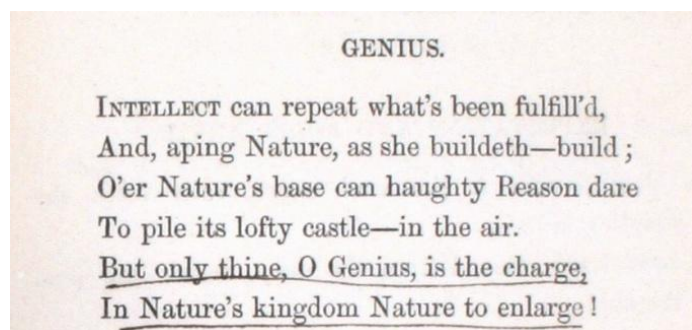 GENIUS.
INTELLECT can repeat what's been fulfill'd,
And, aping Nature, as she buildeth—build;
O'er Nature's base can haughty Reason dare
To pile its lofty castle—in the air.
But only thine, O Genius, is the charge,
In Nature's kingdom Nature to enlarge!